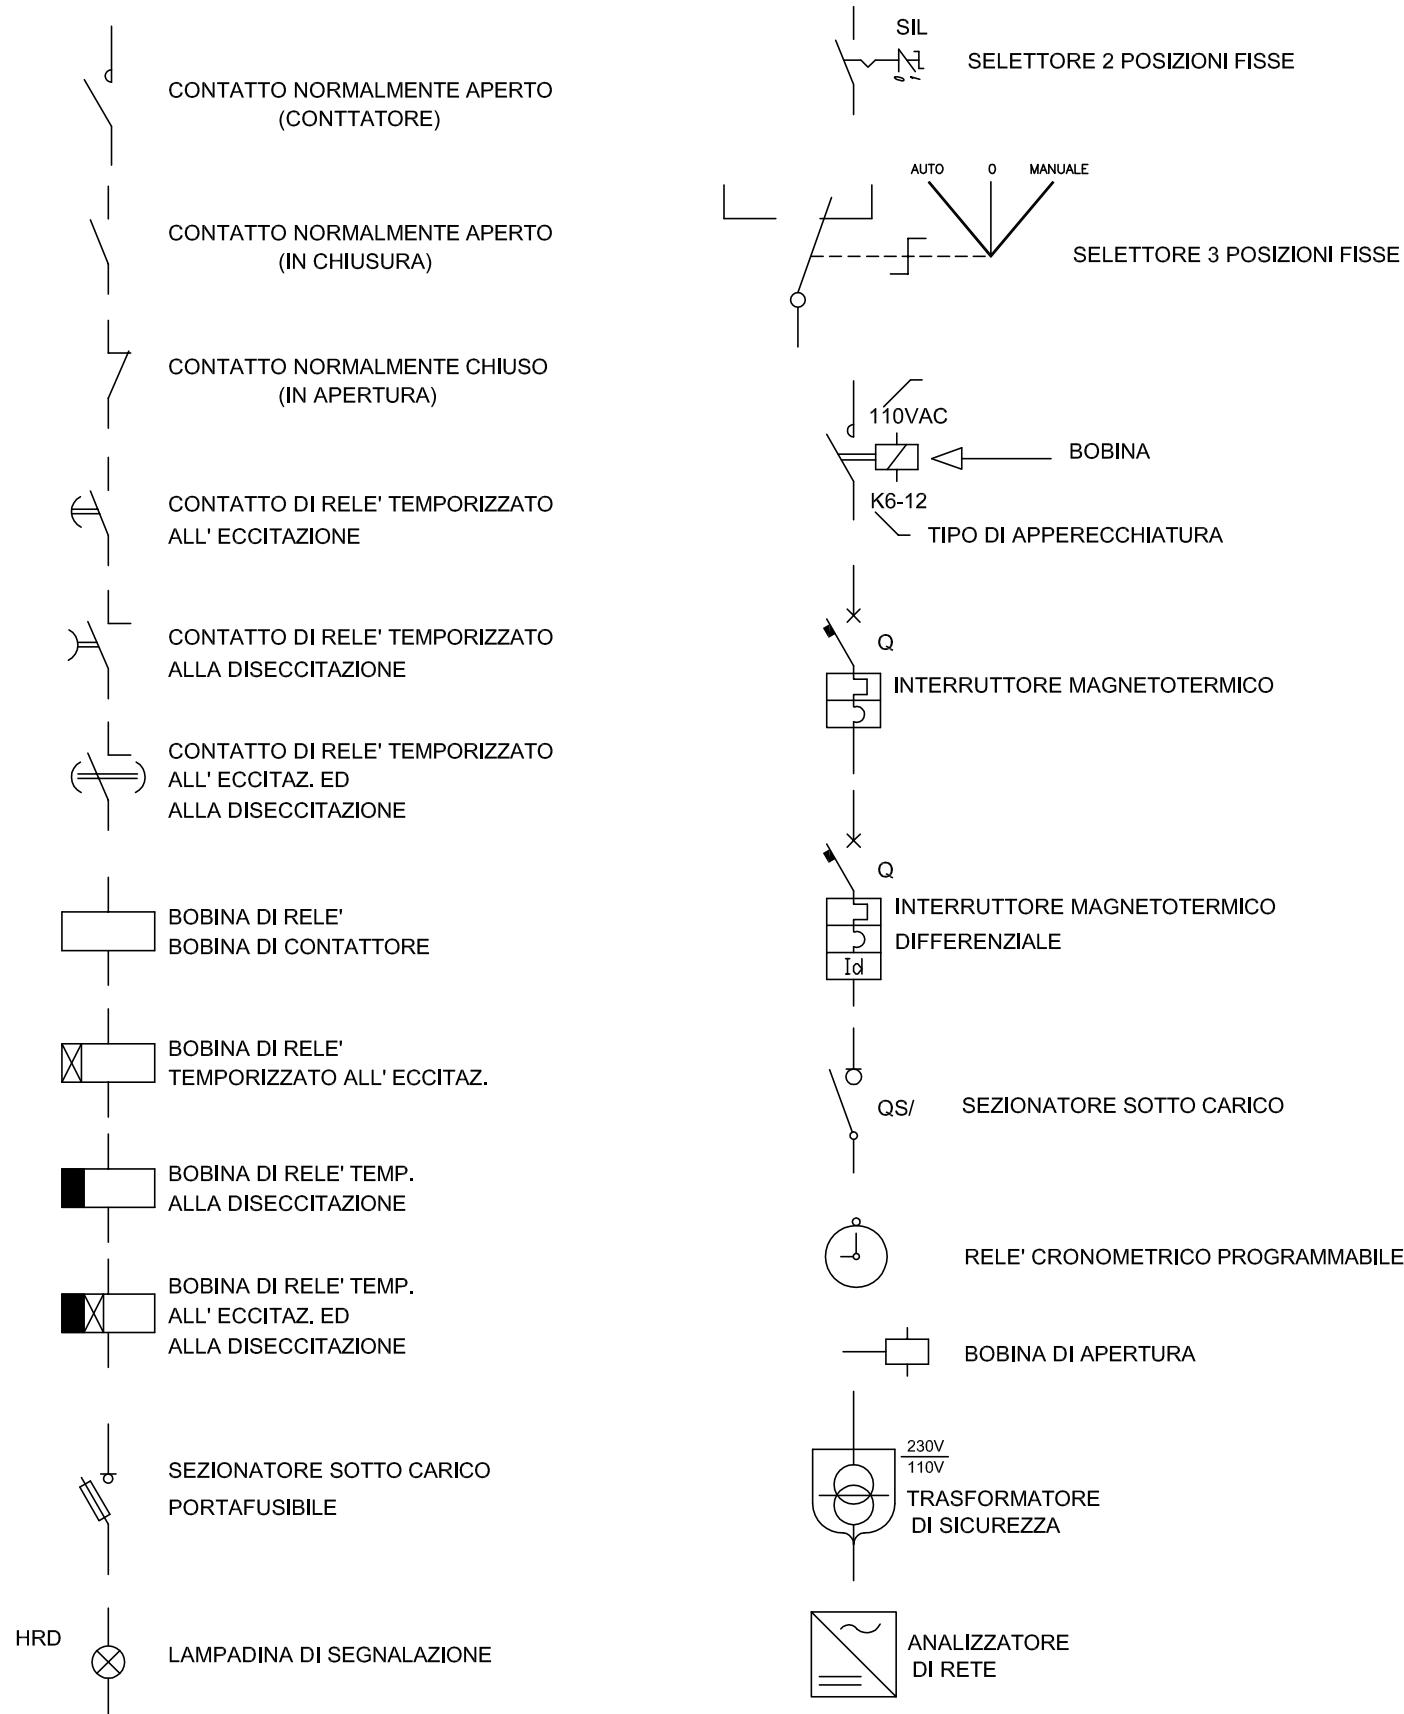 CONTATTO NORMALMENTE APERTO
(CONTTATORE)
CONTATTO NORMALMENTE APERTO
(IN CHIUSURA)
CONTATTO NORMALMENTE CHIUSO
(IN APERTURA)
CONTATTO DI RELE' TEMPORIZZATO
ALL' ECCITAZIONE
CONTATTO DI RELE' TEMPORIZZATO
ALLA DISECCITAZIONE
CONTATTO DI RELE' TEMPORIZZATO
ALL' ECCITAZ. ED
ALLA DISECCITAZIONE
BOBINA DI RELE'
BOBINA DI CONTATTORE
BOBINA DI RELE'
TEMPORIZZATO ALL' ECCITAZ.
BOBINA DI RELE' TEMP.
ALLA DISECCITAZIONE
BOBINA DI RELE' TEMP.
ALL' ECCITAZ. ED
ALLA DISECCITAZIONE
SEZIONATORE SOTTO CARICO
PORTAFUSIBILE
HRD
LAMPADINA DI SEGNALAZIONE
SIL
0 1
SELETTORE 2 POSIZIONI FISSE
AUTO 0 MANUALE
SELETTORE 3 POSIZIONI FISSE
110VAC
BOBINA
K6-12
TIPO DI APPERECCHIATURA
Q
INTERRUTTORE MAGNETOTERMICO
Q
INTERRUTTORE MAGNETOTERMICO
DIFFERENZIALE
Id
QS/
SEZIONATORE SOTTO CARICO
RELE' CRONOMETRICO PROGRAMMABILE
BOBINA DI APERTURA
230V
110V
TRASFORMATORE
DI SICUREZZA
ANALIZZATORE
DI RETE